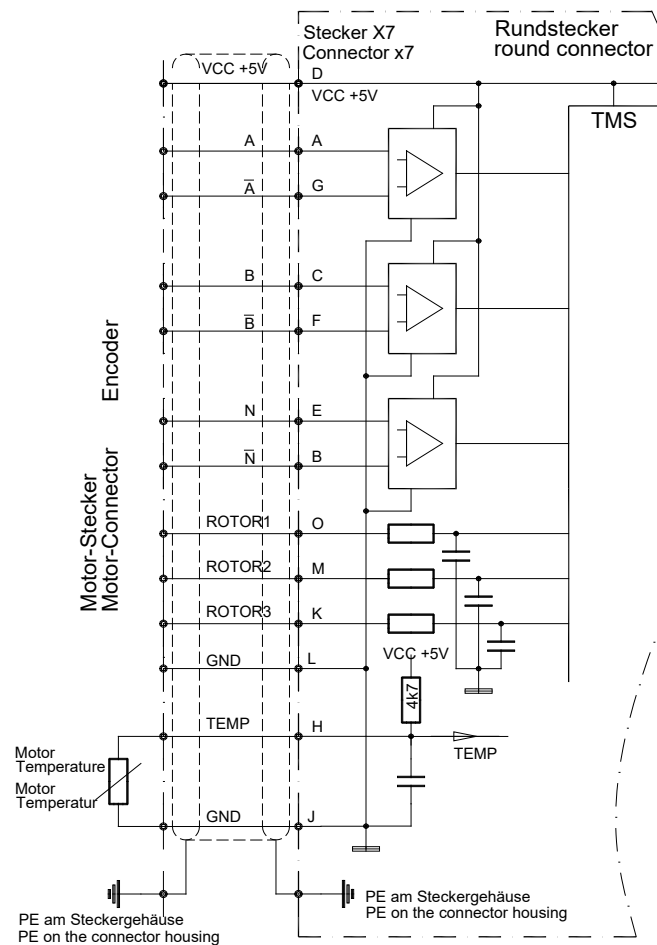 Stecker X7
Connector x7
Rundstecker
round connector
VCC +5V
D
VCC +5V
TMS
A
A
A̅
G
B
C
B̅
F
Encoder
N
E
N̅
B
Motor-Stecker
Motor-Connector
ROTOR1
O
ROTOR2
M
ROTOR3
K
VCC +5V
GND
L
4k7
TEMP
H
TEMP
Motor
Temperature
Motor
Temperatur
GND
J
PE am Steckergehäuse
PE on the connector housing
PE am Steckergehäuse
PE on the connector housing